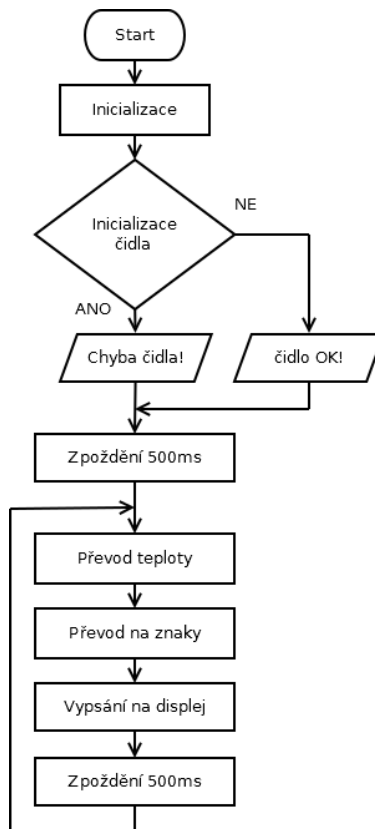 Start
Inicializace
Inicializace
čidla
NE
ANO
Chyba čidla!
čidlo OK!
Zpoždění 500ms
Převod teploty
Převod na znaky
Vypsání na displej
Zpoždění 500ms